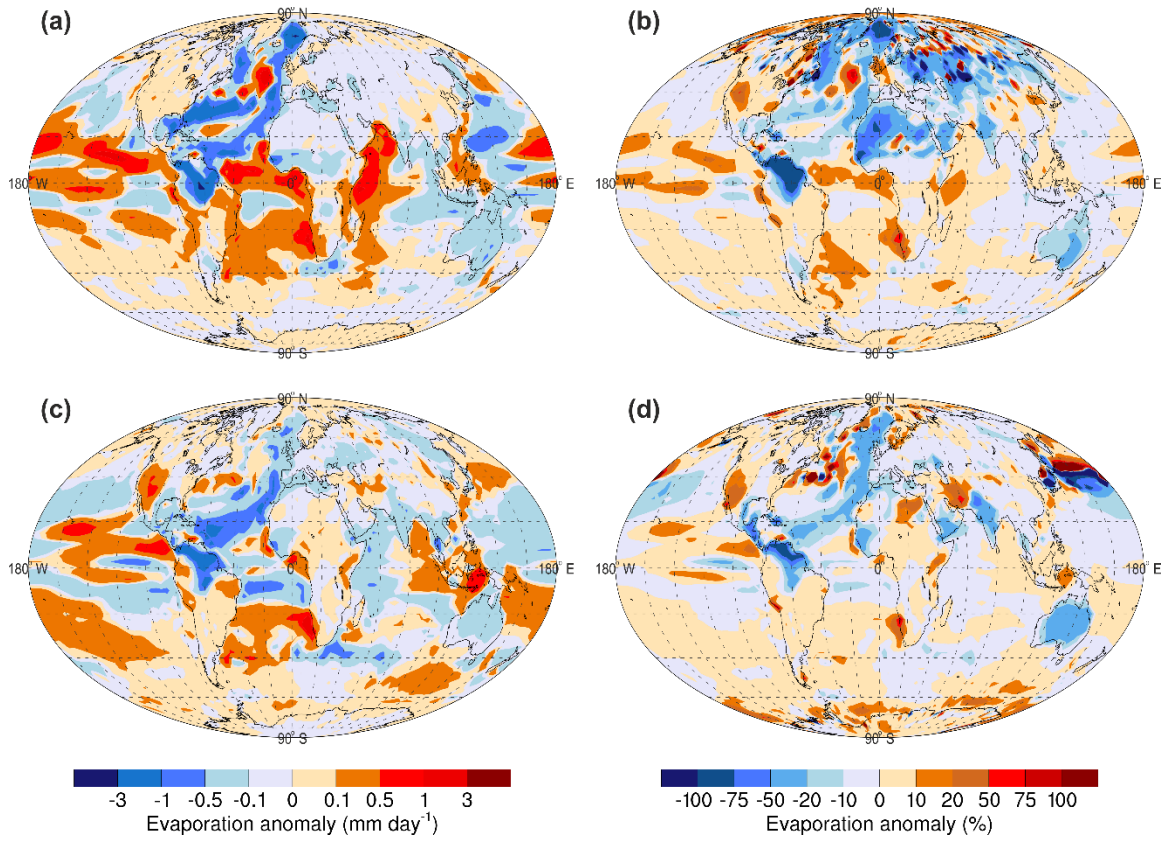 (a) (b)
90° N 90° N
180° W 0° 180° E 180° W 0 180° E
90° S 90° S
(c) (d)
90° N 90° N
180° W 0 180° E 180° W 0 180° E
90° S 90° S
-3 -1 -0.5 -0.1 0 0.1 0.5 1 3 -100 -75 -50 -20 -10 0 10 20 50 75 100
Evaporation anomaly (mm day⁻¹) Evaporation anomaly (%)